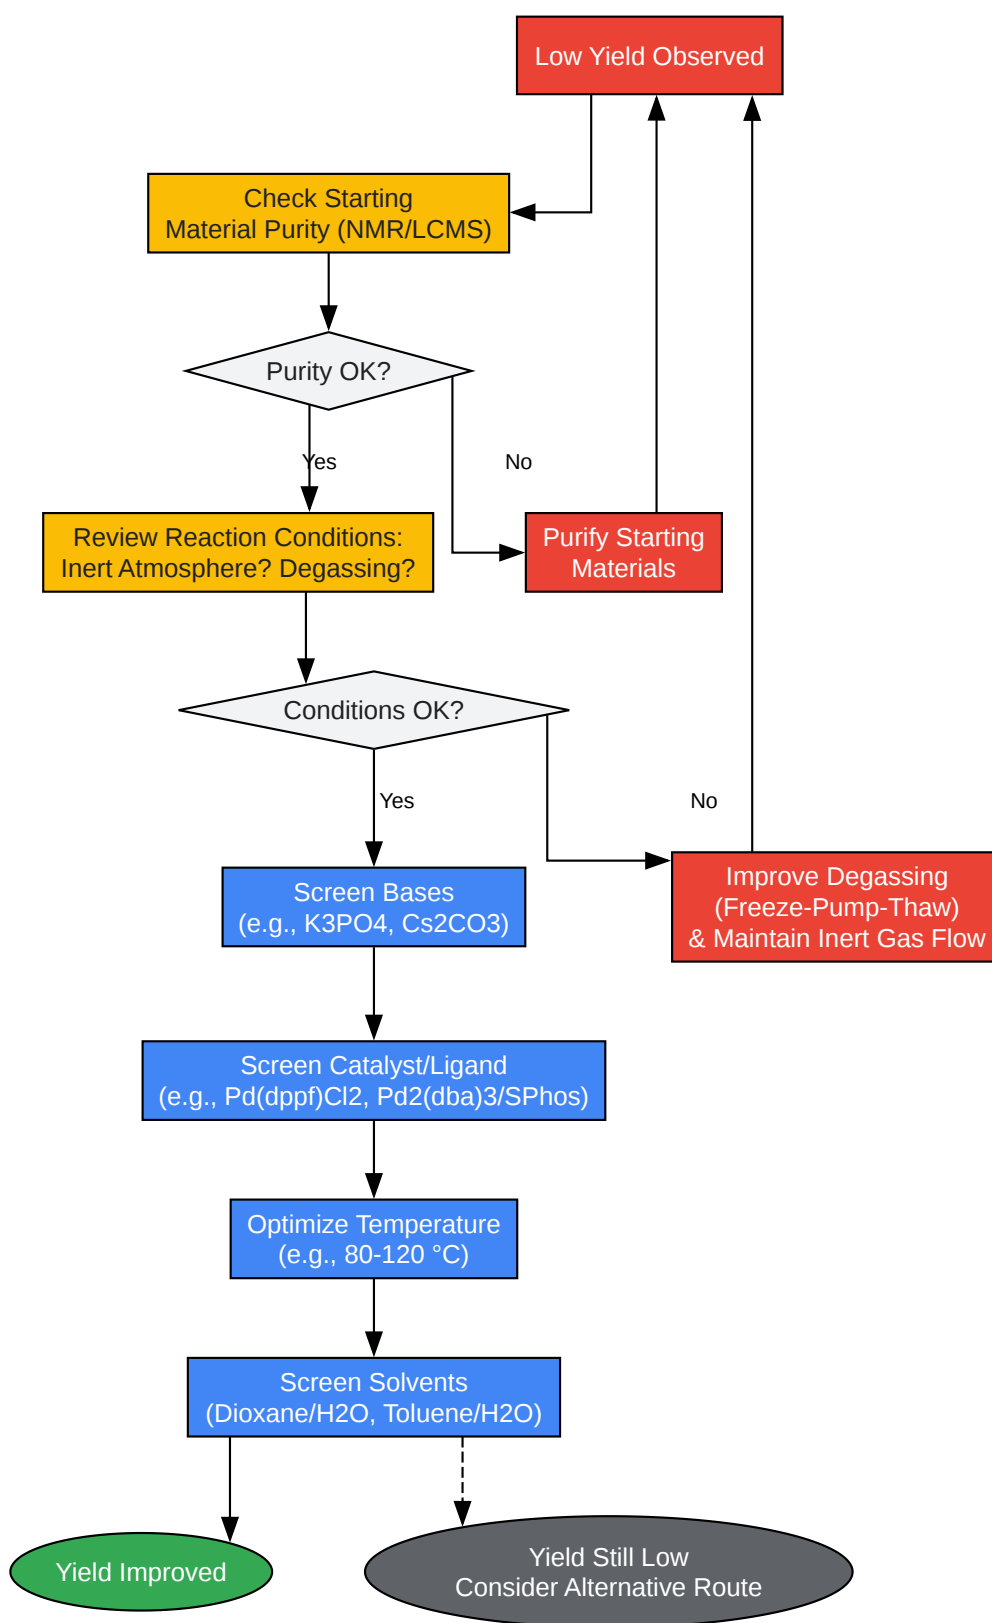 Low Yield Observed
Check Starting
Material Purity (NMR/LCMS)
Purity OK?
Yes
No
Review Reaction Conditions:
Inert Atmosphere? Degassing?
Purify Starting
Materials
Conditions OK?
Yes
No
Screen Bases
(e.g., K3PO4, Cs2CO3)
Improve Degassing
(Freeze-Pump-Thaw)
& Maintain Inert Gas Flow
Screen Catalyst/Ligand
(e.g., Pd(dppf)Cl2, Pd2(dba)3/SPhos)
Optimize Temperature
(e.g., 80-120 °C)
Screen Solvents
(Dioxane/H2O, Toluene/H2O)
Yield Improved
Yield Still Low
Consider Alternative Route